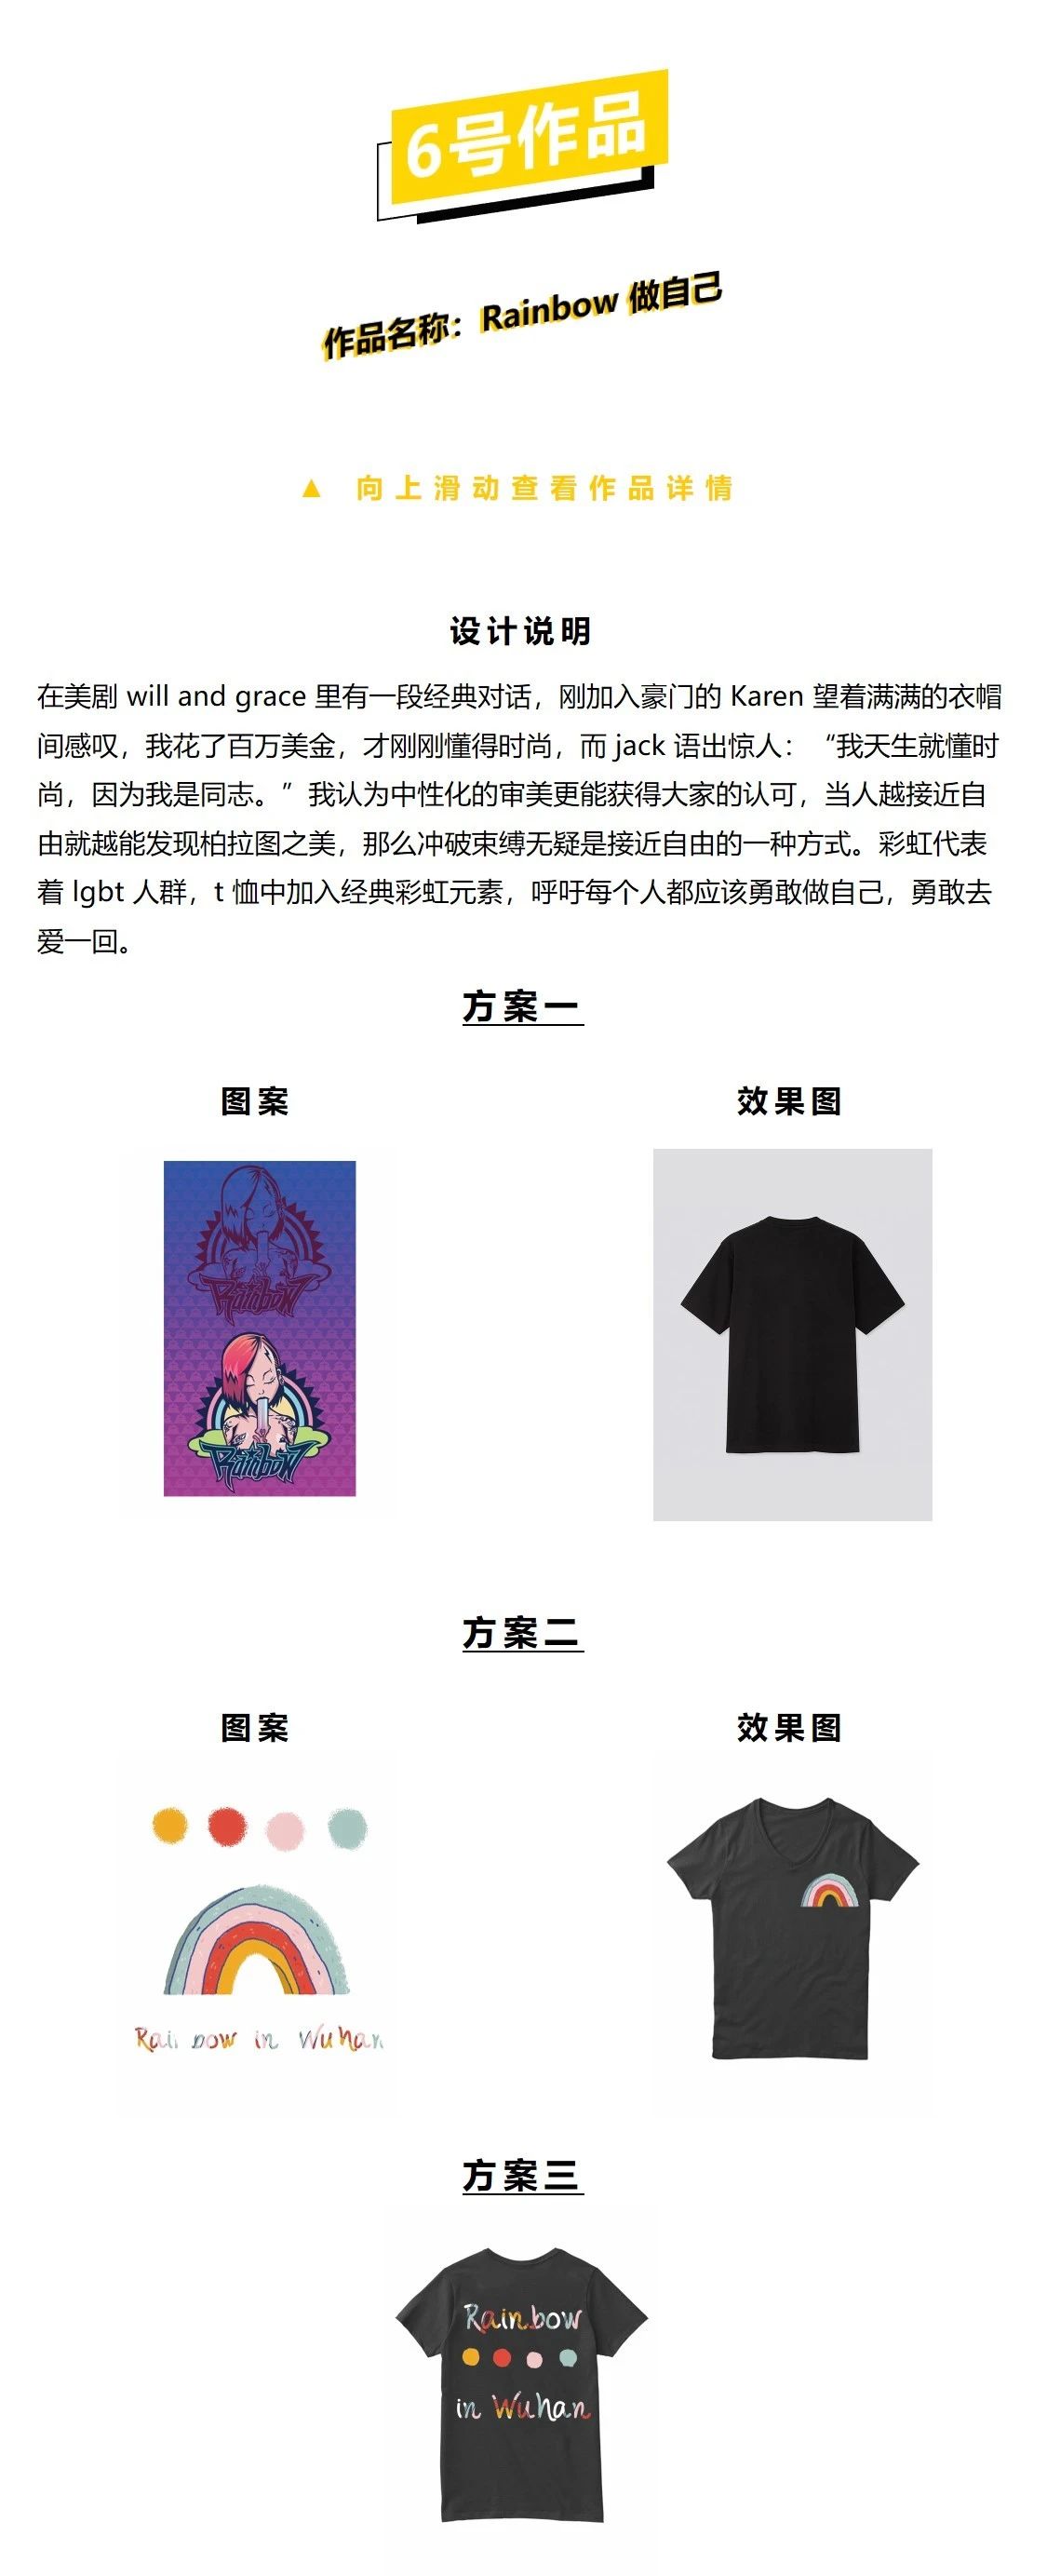 6号作品
作品名称：Rainbow 做自己
▲ 向上滑动查看作品详情
设计说明
在美剧 will and grace 里有一段经典对话，刚加入豪门的 Karen 望着满满的衣帽
间感叹，我花了百万美金，才刚刚懂得时尚，而 jack 语出惊人：“我天生就懂时
尚，因为我是同志。”我认为中性化的审美更能获得大家的认可，当人越接近自
由就越能发现柏拉图之美，那么冲破束缚无疑是接近自由的一种方式。彩虹代表
着 lgbt 人群，t 恤中加入经典彩虹元素，呼吁每个人都应该勇敢做自己，勇敢去
爱一回。
方案一
图案
效果图
Rainbow
Rainbow
方案二
图案
效果图
Rainbow in Wuhan
方案三
Rainbow
in Wuhan